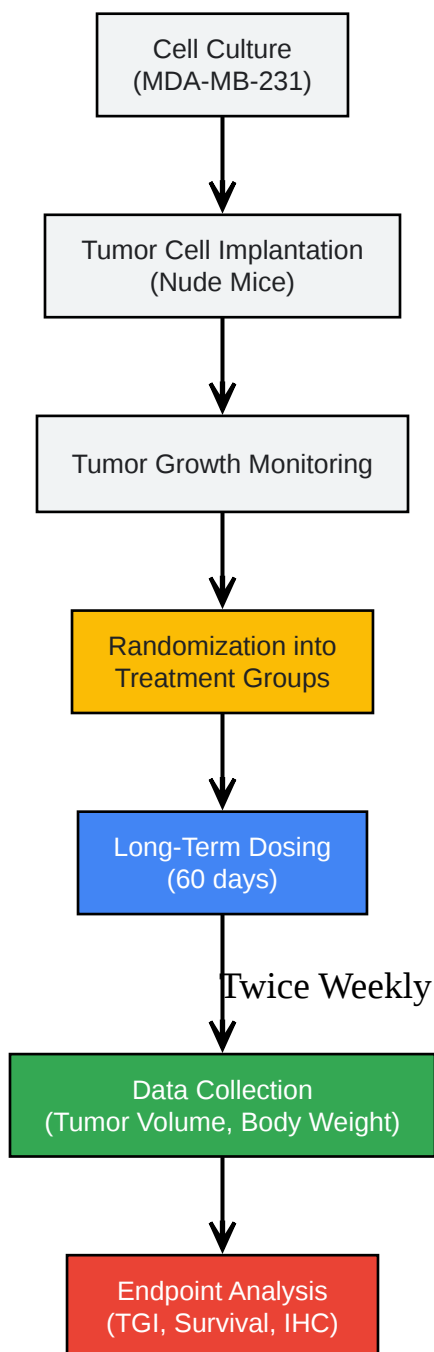 Cell Culture
(MDA-MB-231)
Tumor Cell Implantation
(Nude Mice)
Tumor Growth Monitoring
Randomization into
Treatment Groups
Long-Term Dosing
(60 days)
Twice Weekly
Data Collection
(Tumor Volume, Body Weight)
Endpoint Analysis
(TGI, Survival, IHC)